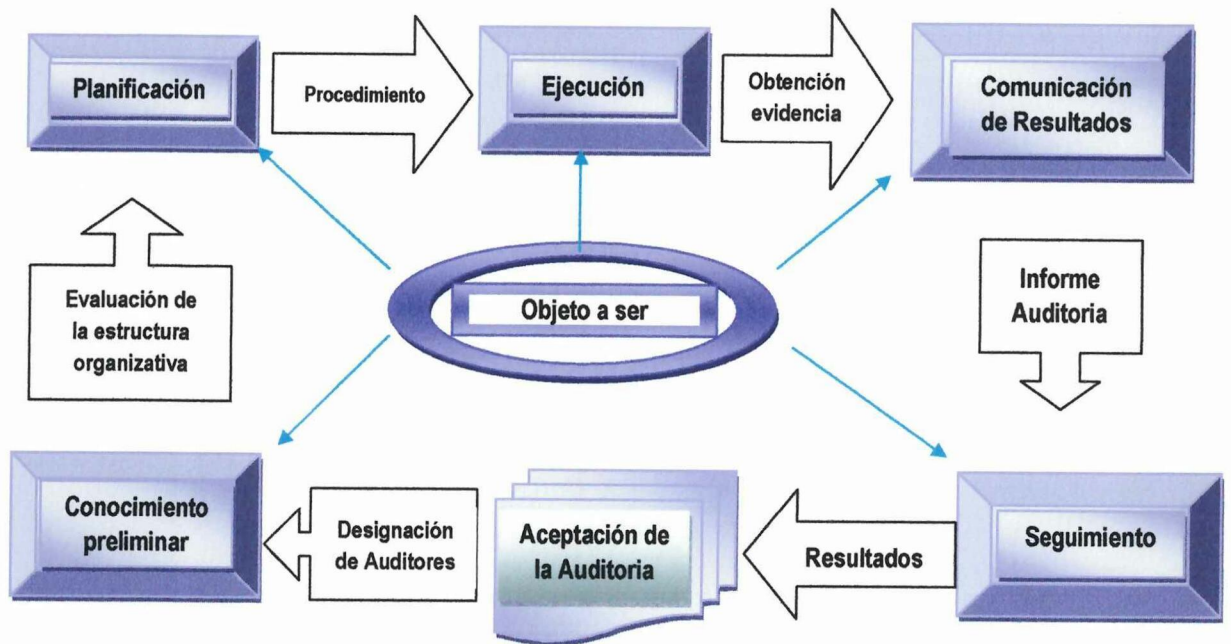 Planificación
Procedimiento
Ejecución
Obtención
evidencia
Comunicación
de Resultados
Evaluación de
la estructura
organizativa
Objeto a ser
Informe
Auditoria
Conocimiento
preliminar
Designación
de Auditores
Aceptación de
la Auditoria
Resultados
Seguimiento